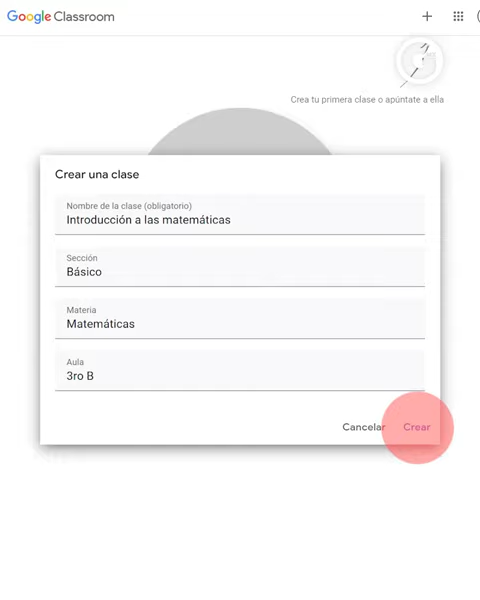 Google Classroom
Crea tu primera clase o apúntate a ella
Crear una clase
Nombre de la clase (obligatorio)
Introducción a las matemáticas
Sección
Básico
Materia
Matemáticas
Aula
3ro B
Cancelar Crear